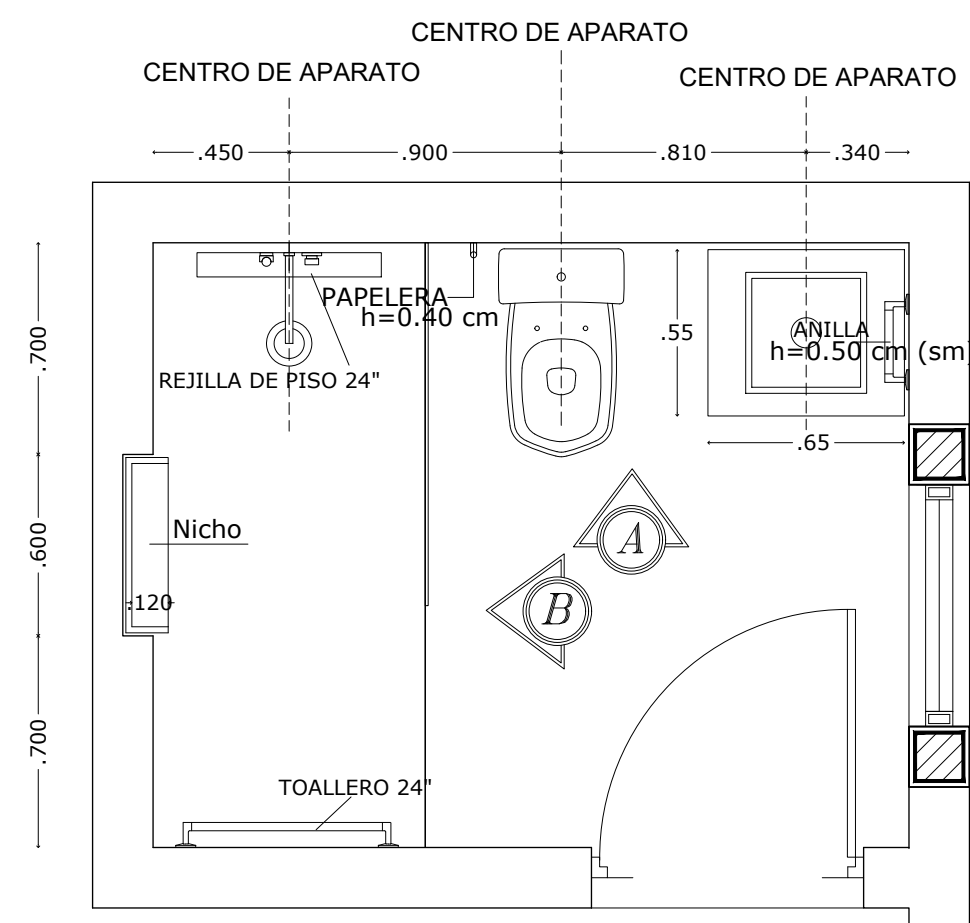 CENTRO DE APARATO
CENTRO DE APARATO
CENTRO DE APARATO
.450
.900
.810
.340
.700
PAPELERA
h=0.40 cm
.55
ANILLA
h=0.50 cm (sm
REJILLA DE PISO 24"
.65
Nicho
.600
A
.120
B
.700
TOALLERO 24"